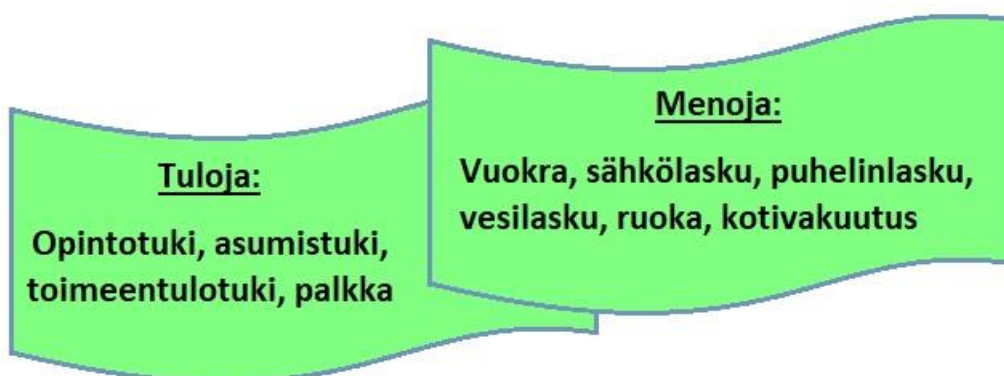 Tuloja:
Opintotuki, asumistuki,
toimeentulotuki, palkka
Menoja:
Vuokra, sähkölasku, puhelinlasku,
vesilasku, ruoka, kotivakuutus